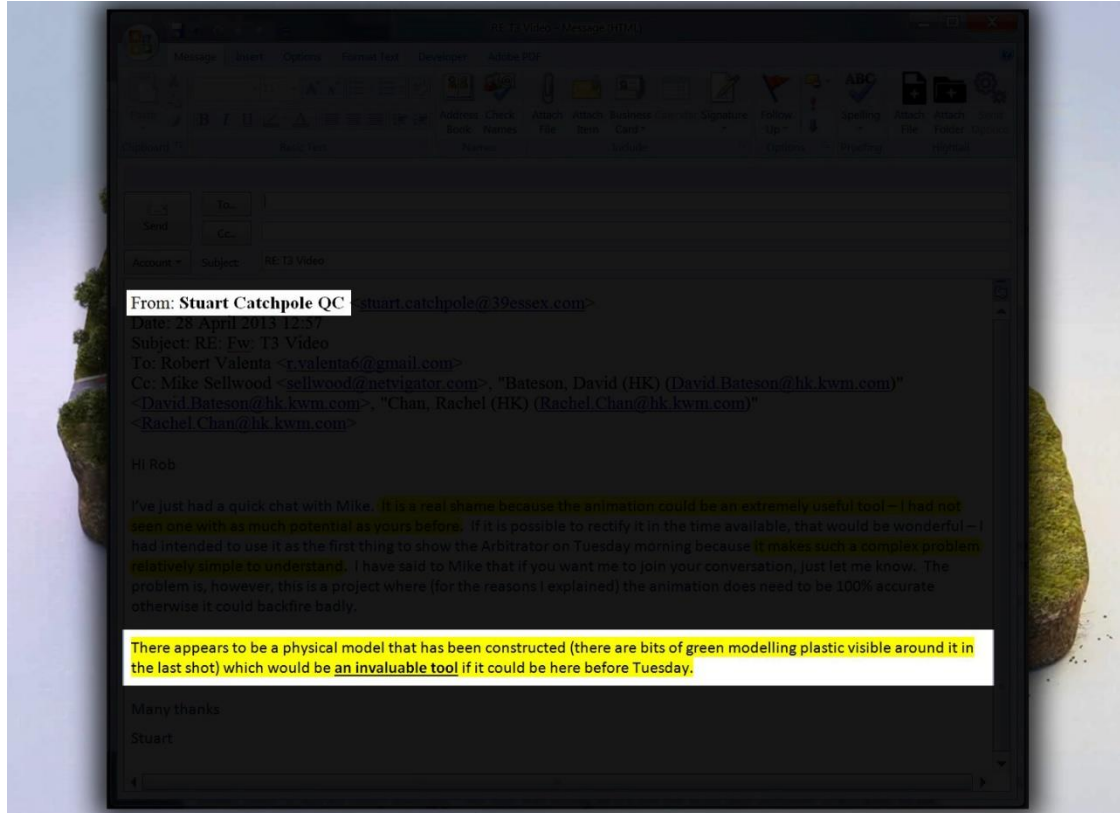 RE: T3 Video - Message (HTML)
Message Insert Options Format Text Developer Adobe PDF
Address Book
Check Names
Attach File
Attach Item
Business Card
Calendar
Signature
Follow Up
ABC
Spelling
Attach File
Attach Folder
B I U
Clipboard Basic Text Names Include Options Proofing
Send
To...
Cc...
Account Subject: RE: T3 Video
From: Stuart Catchpole QC <stuart.catchpole@39essex.com>
Date: 28 April 2013 12:57
Subject: RE: Fw: T3 Video
To: Robert Valenta <r.valenta6@gmail.com>
Cc: Mike Sellwood <sellwood@netvigator.com>, "Bateson, David (HK) (David.Bateson@hk.kwm.com)"
<David.Bateson@hk.kwm.com>, "Chan, Rachel (HK) (Rachel.Chan@hk.kwm.com)"
<Rachel.Chan@hk.kwm.com>
Hi Rob
I've just had a quick chat with Mike. It is a real shame because the animation could be an extremely useful tool – I had not
seen one with as much potential as yours before. If it is possible to rectify it in the time available, that would be wonderful – I
had intended to use it as the first thing to show the Arbitrator on Tuesday morning because it makes such a complex problem
relatively simple to understand. I have said to Mike that if you want me to join your conversation, just let me know. The
problem is, however, this is a project where (for the reasons I explained) the animation does need to be 100% accurate
otherwise it could backfire badly.
There appears to be a physical model that has been constructed (there are bits of green modelling plastic visible around it in
the last shot) which would be an invaluable tool if it could be here before Tuesday.
Many thanks
Stuart